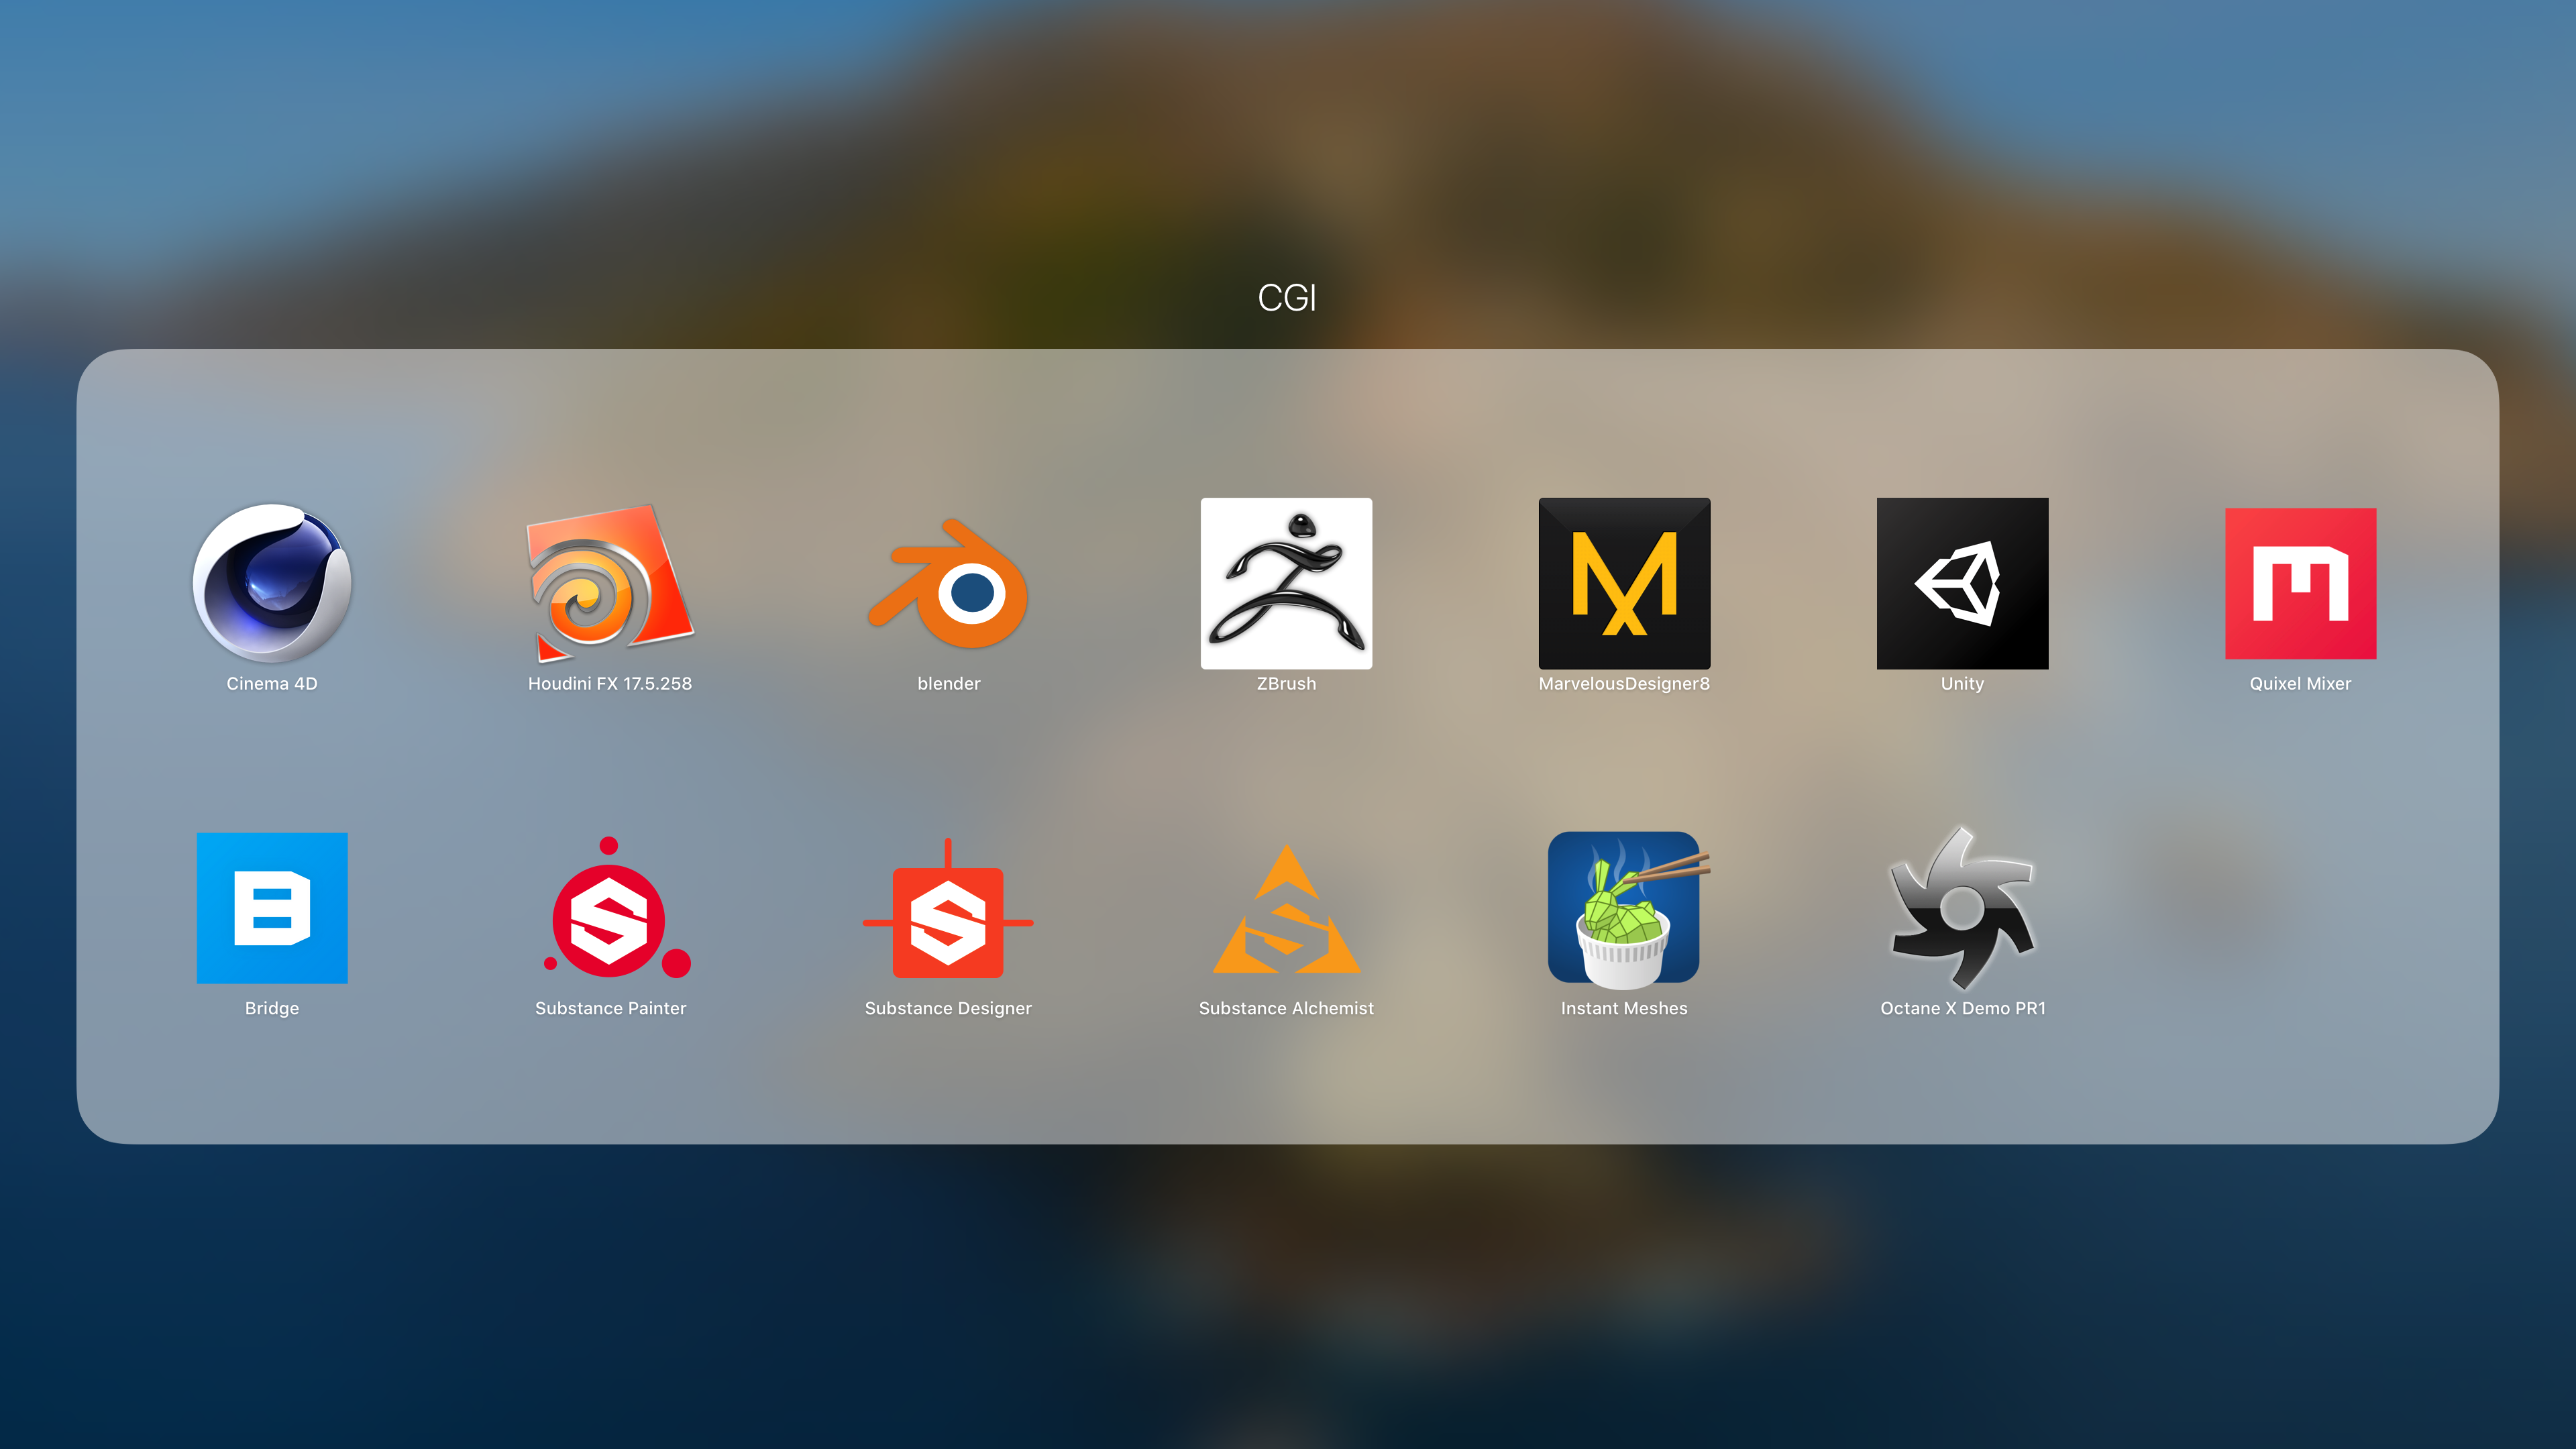 CGI
Cinema 4D
Houdini FX 17.5.258
blender
ZBrush
MarvelousDesigner8
Unity
Quixel Mixer
Bridge
Substance Painter
Substance Designer
Substance Alchemist
Instant Meshes
Octane X Demo PR1